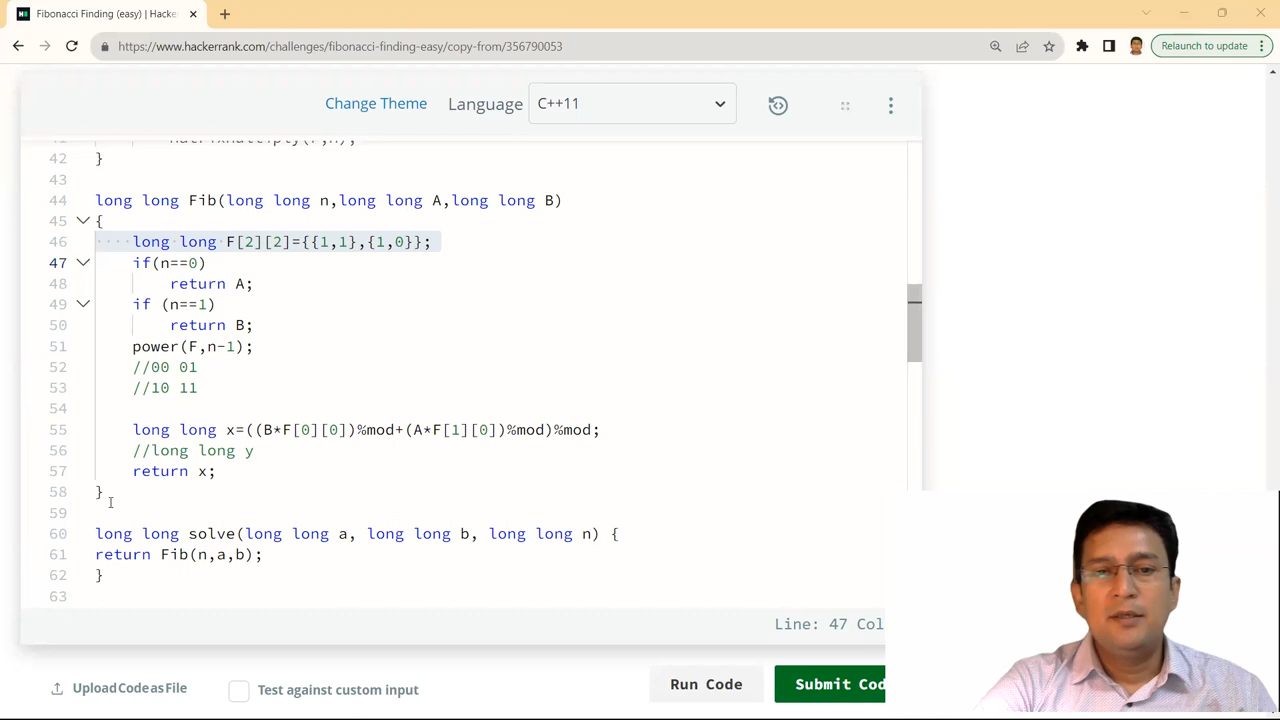 Fibonacci Finding (easy) | Hacker
https://www.hackerrank.com/challenges/fibonacci-finding-easy/copy-from/356790053
Relaunch to update
Change Theme
Language
C++11
42 }
43
44 long long Fib(long long n,long long A,long long B)
45 {
46 long long F[2][2]={{1,1},{1,0}};
47 if(n==0)
48 return A;
49 if (n==1)
50 return B;
51 power(F,n-1);
52 //00 01
53 //10 11
54
55 long long x=((B*F[0][0])%mod+(A*F[1][0])%mod)%mod;
56 //long long y
57 return x;
58 }
59
60 long long solve(long long a, long long b, long long n) {
61 return Fib(n,a,b);
62 }
63
Line: 47 Col
Upload Code as File
Test against custom input
Run Code
Submit Cod